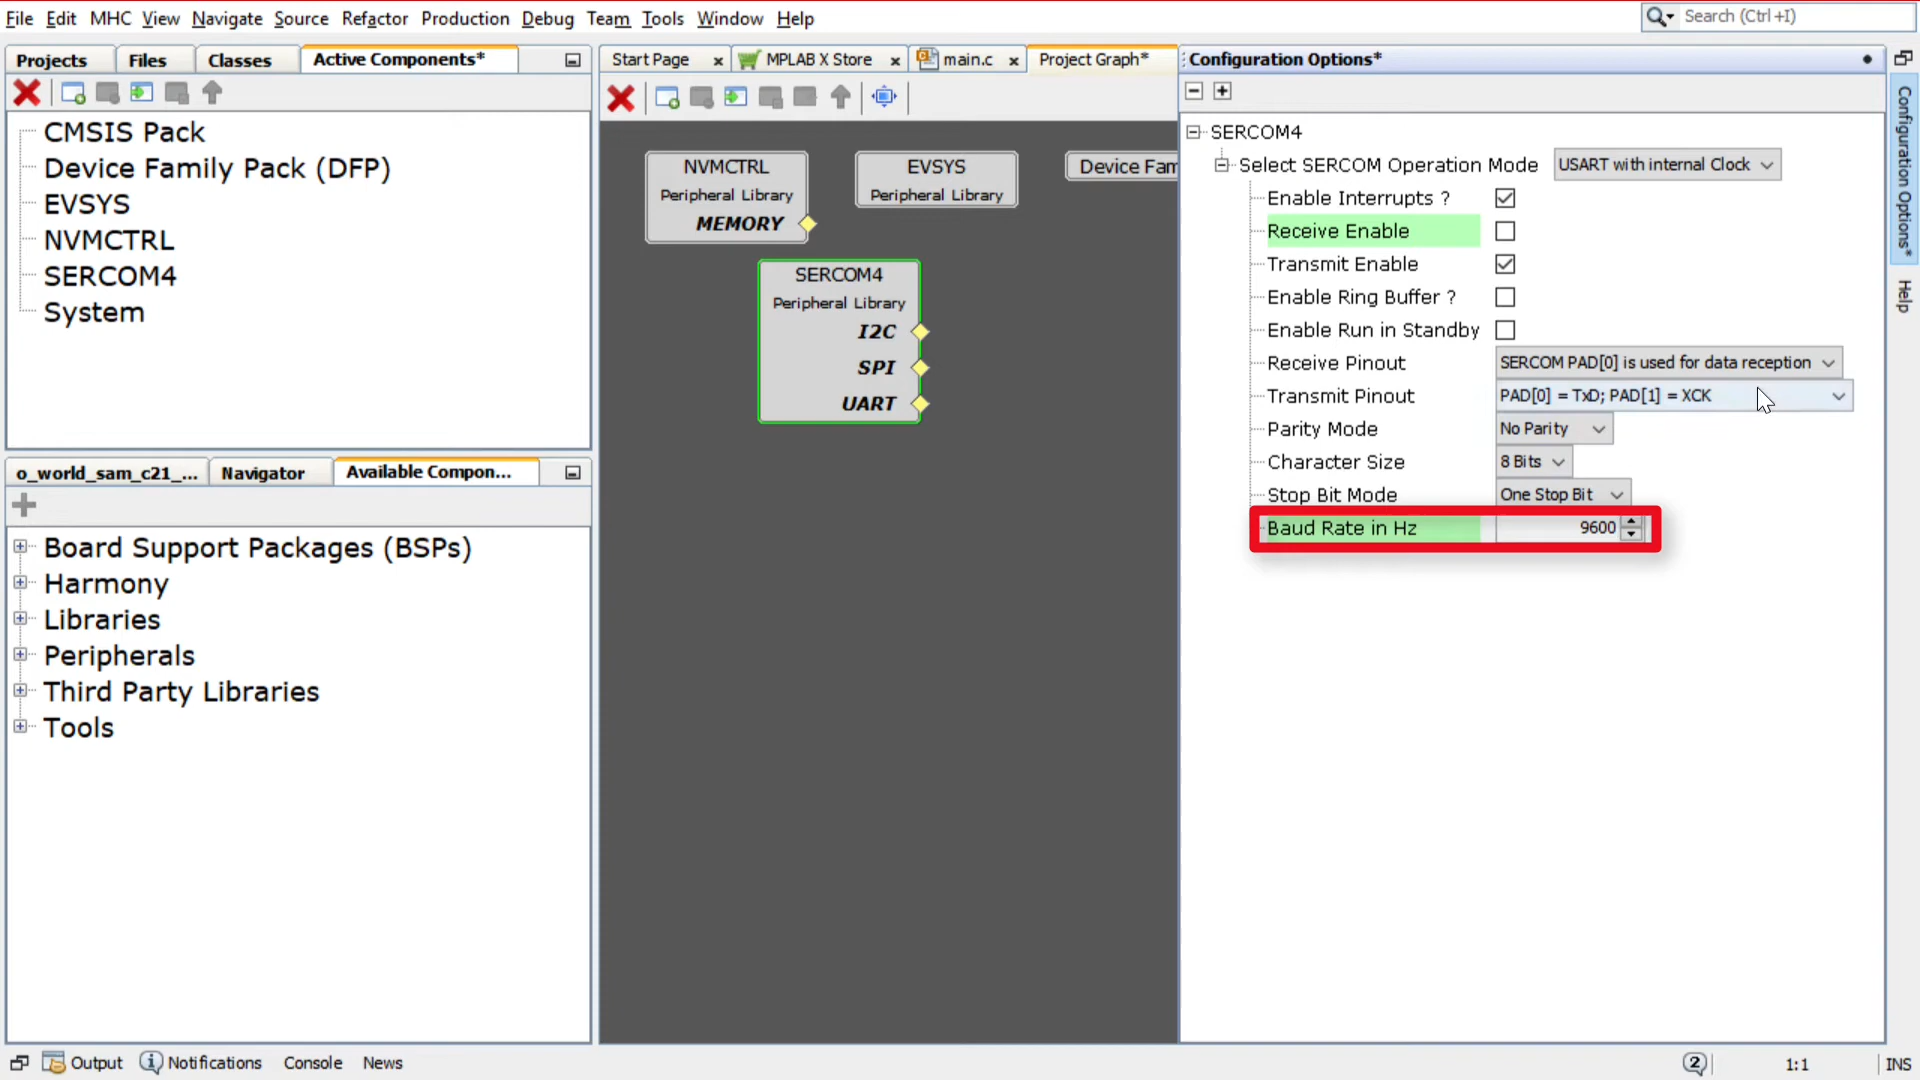 File Edit MHC View Navigate Source Refactor Production Debug Team Tools Window Help
Search (Ctrl+I)
Projects Files Classes Active Components*
Start Page MPLAB X Store main.c Project Graph*
Configuration Options*
CMSIS Pack
Device Family Pack (DFP)
EVSYS
NVMCTRL
SERCOM4
System
o_world_sam_c21_... Navigator Available Compon...
Board Support Packages (BSPs)
Harmony
Libraries
Peripherals
Third Party Libraries
Tools
NVMCTRL
Peripheral Library
MEMORY
EVSYS
Peripheral Library
Device Fam
SERCOM4
Peripheral Library
I2C
SPI
UART
SERCOM4
Select SERCOM Operation Mode USART with internal Clock
Enable Interrupts ?
Receive Enable
Transmit Enable
Enable Ring Buffer ?
Enable Run in Standby
Receive Pinout SERCOM PAD[0] is used for data reception
Transmit Pinout PAD[0] = TxD; PAD[1] = XCK
Parity Mode No Parity
Character Size 8 Bits
Stop Bit Mode One Stop Bit
Baud Rate in Hz 9600
Configuration Options*
Help
Output Notifications Console News
2 1:1 INS